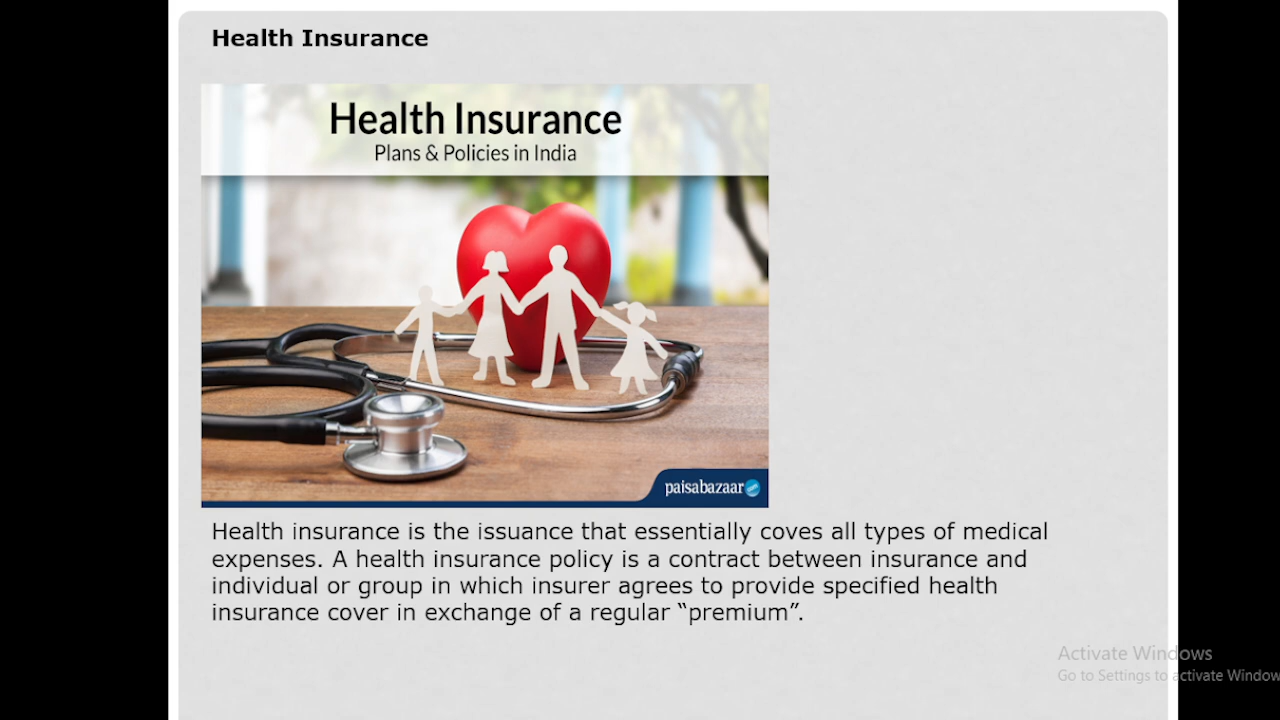 Health Insurance
Health Insurance
Plans & Policies in India
paisabazaar
Health insurance is the issuance that essentially coves all types of medical
expenses. A health insurance policy is a contract between insurance and
individual or group in which insurer agrees to provide specified health
insurance cover in exchange of a regular “premium”.
Activate Windows
Go to Settings to activate Window